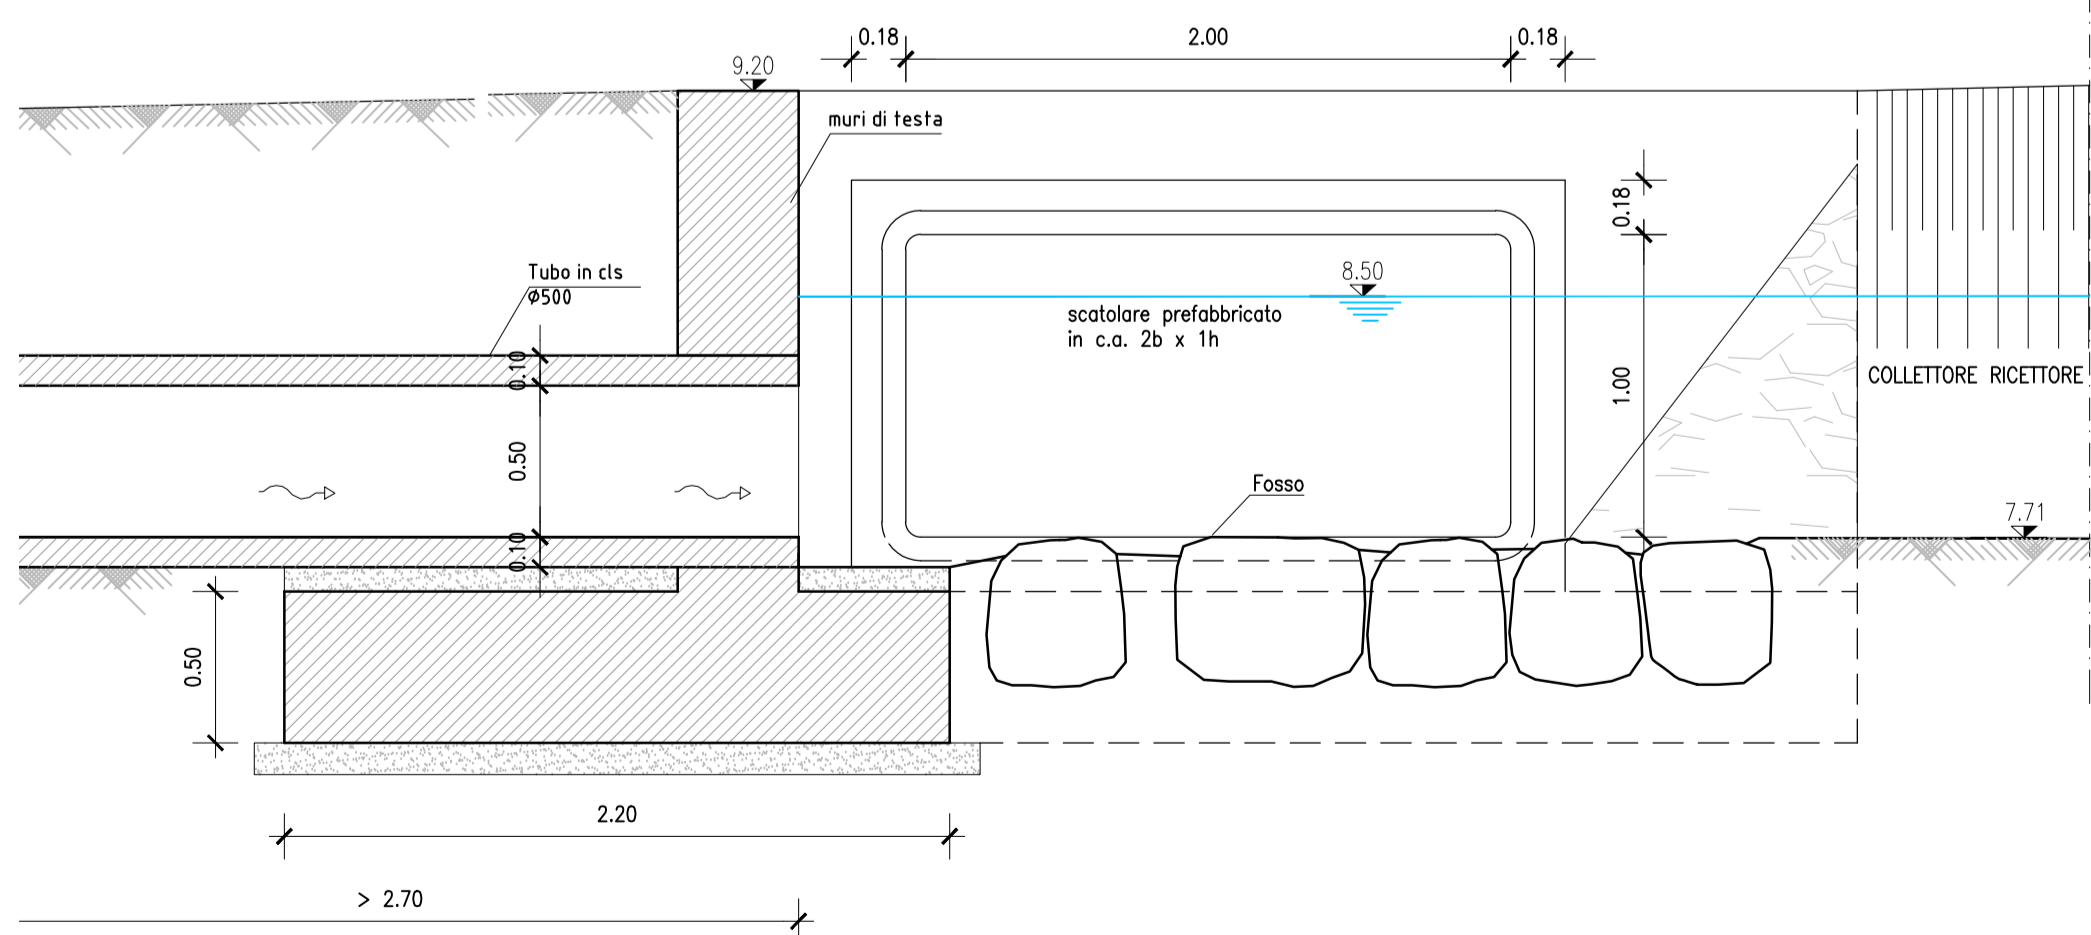 0.18
2.00
0.18
9.20
muri di testa
0.18
Tubo in cls
Ø500
8.50
scatolare prefabbricato
in c.a. 2b x 1h
0.10
COLLETTORE RICETTORE
1.00
0.50
Fosso
7.71
0.10
0.50
2.20
> 2.70